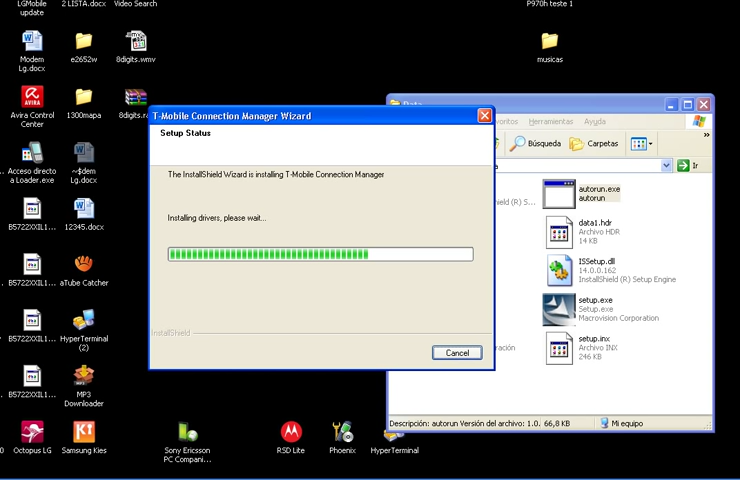 LGMobile
update
2 LISTA.docx
Video Search
P970h teste 1
Modem
Lg.docx
e2652w
8digits.wmv
musicas
Avira Control
Center
1300mapa
8digits.ra
Acceso directo
a Loader.exe
~$dem
Lg.docx
B5722XXIL1...
12345.docx
B5722XXIL1...
aTube Catcher
B5722XXIL1...
HyperTerminal
(2)
B5722XXIL1...
MP3
Downloader
Octopus LG
Samsung Kies
Sony Ericsson
PC Compani...
RSD Lite
Phoenix
HyperTerminal
T-Mobile Connection Manager Wizard
Setup Status
The InstallShield Wizard is installing T-Mobile Connection Manager
Installing drivers, please wait...
InstallShield
Cancel
Data
Herramientas
Ayuda
Búsqueda
Carpetas
Ir
autorun.exe
autorun
data1.hdr
Archivo HDR
14 KB
ISSetup.dll
14.0.0.162
InstallShield (R) Setup Engine
setup.exe
Setup.exe
Macrovision Corporation
setup.inx
Archivo INX
246 KB
Descripción: autorun Versión del archivo: 1.0. 66,8 KB
Mi equipo